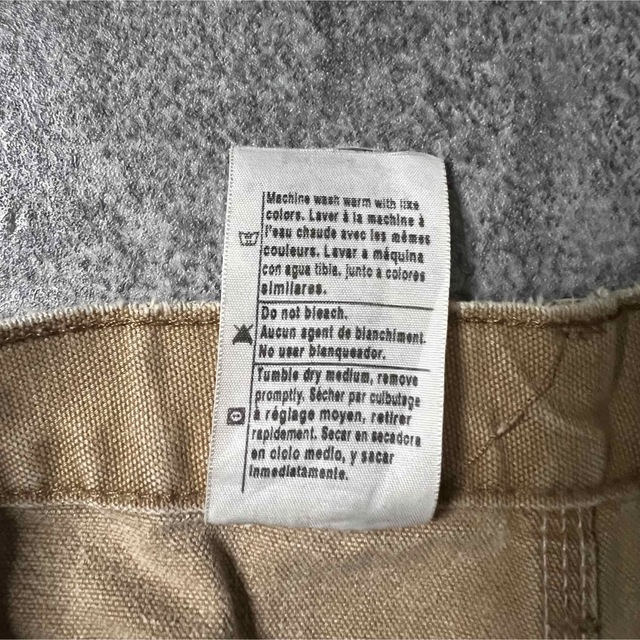 Machine wash warm with like
colors. Laver à la machine à
l'eau chaude avec les mêmes
couleurs. Lavar a máquina
con agua tibia, junto a colores
similares.
Do not bleach.
Aucun agent de blanchiment.
No usar blanqueador.
Tumble dry medium, remove
promptly. Sécher par culbutage
à réglage moyen, retirer
rapidement. Secar en secadora
en ciclo medio, y sacar
inmediatamente.